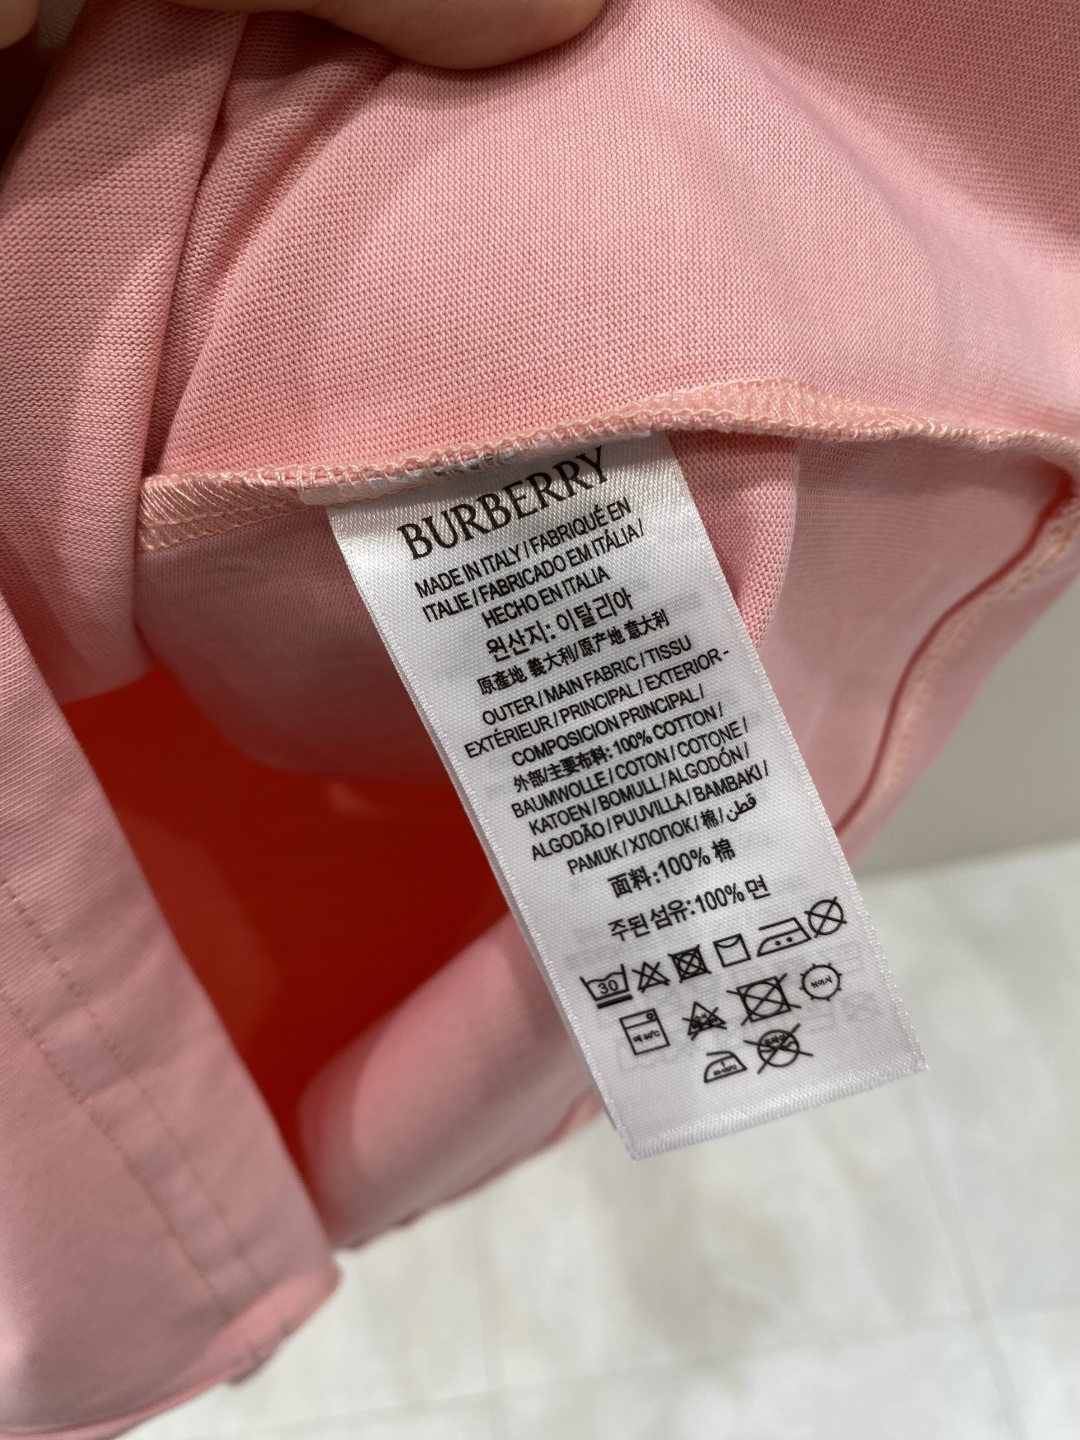 BURBERRY
MADE IN ITALY / FABRIQUÉ EN
ITALIE / FABRICADO EM ITÁLIA /
HECHO EN ITALIA
원산지: 이탈리아
原產地 義大利/原产地 意大利
OUTER / MAIN FABRIC / TISSU
EXTÉRIEUR / PRINCIPAL / EXTERIOR -
COMPOSICION PRINCIPAL /
外部/主要布料: 100% COTTON /
BAUMWOLLE / COTON / COTONE /
KATOEN / BOMULL / ALGODÓN /
ALGODÃO / PUUVILLA / BAMBAKI /
PAMUK / ХЛОПОК / 棉 / قطن
面料:100% 棉
주된 섬유:100% 면
30